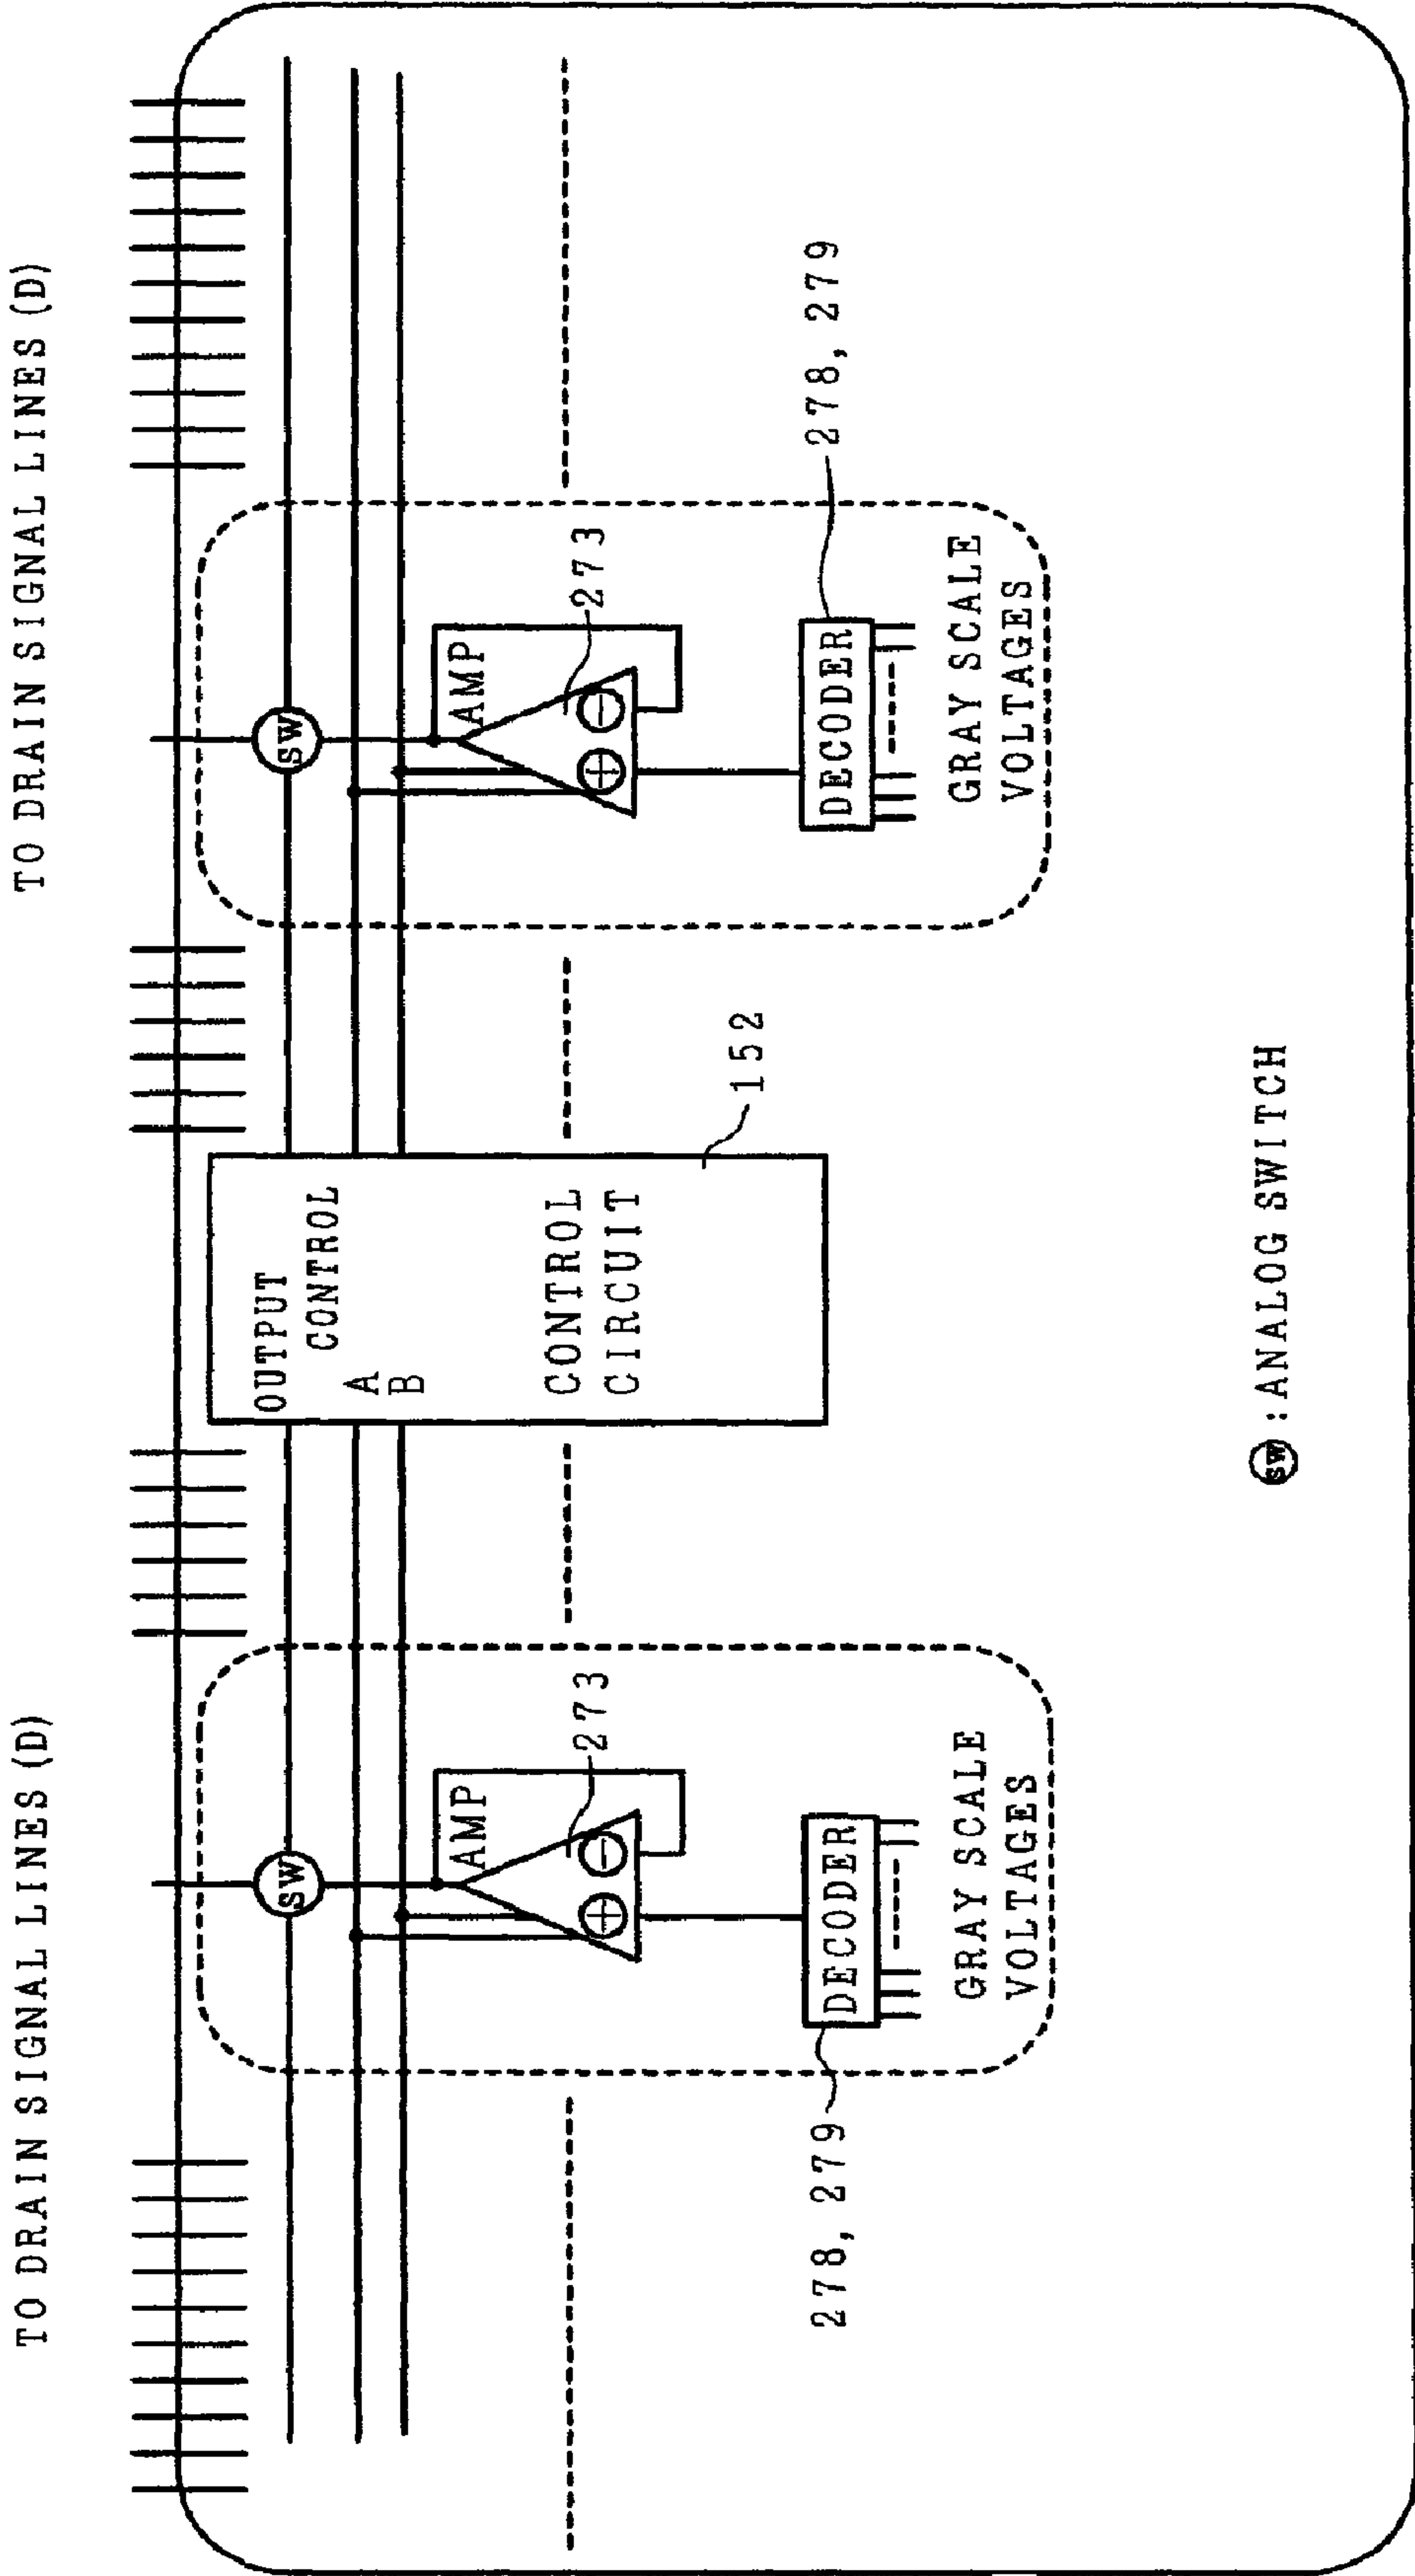 TO DRAIN SIGNAL LINES (D)
TO DRAIN SIGNAL LINES (D)
SW
SW
OUTPUT
CONTROL
A
B
AMP
273
AMP
273
CONTROL
CIRCUIT
152
DECODER
278, 279
DECODER
278, 279
GRAY SCALE
VOLTAGES
GRAY SCALE
VOLTAGES
SW : ANALOG SWITCH